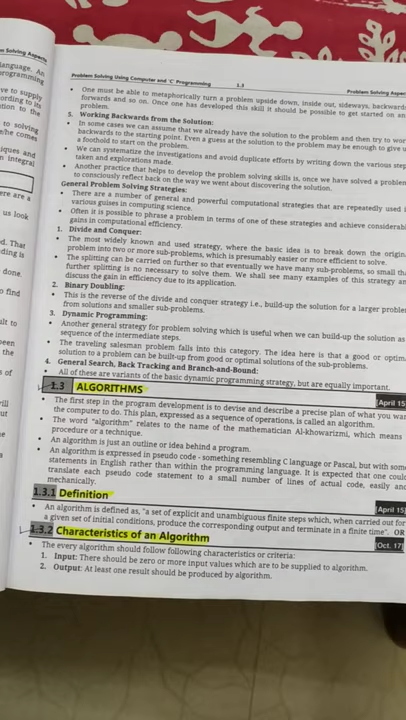 n Solving Aspects
Problem Solving Using Computer and 'C' Programming 1.3 Problem Solving Aspec
language. An
programming
• One must be able to metaphorically turn a problem upside down, inside out, sideways, backwards
forwards and so on. Once one has developed this skill it should be possible to get started on an
problem.
5. Working Backwards from the Solution:
• In some cases we can assume that we already have the solution to the problem and then try to wor
backwards to the starting point. Even a guess at the solution to the problem may be enough to give u
a foothold to start on the problem.
• We can systematize the investigations and avoid duplicate efforts by writing down the various step
taken and explorations made.
• Another practice that helps to develop the problem solving skills is, once we have solved a problem
to consciously reflect back on the way we went about discovering the solution.
General Problem Solving Strategies:
• There are a number of general and powerful computational strategies that are repeatedly used i
various guises in computing science.
• Often it is possible to phrase a problem in terms of one of these strategies and achieve considerabl
gains in computational efficiency.
1. Divide and Conquer:
• The most widely known and used strategy, where the basic idea is to break down the origin
problem into two or more sub-problems, which is presumably easier or more efficient to solve.
• The splitting can be carried on further so that eventually we have many sub-problems, so small th
further splitting is no necessary to solve them. We shall see many examples of this strategy an
discuss the gain in efficiency due to its application.
2. Binary Doubling:
• This is the reverse of the divide and conquer strategy i.e., build-up the solution for a larger proble
from solutions and smaller sub-problems.
3. Dynamic Programming:
• Another general strategy for problem solving which is useful when we can build-up the solution as
sequence of the intermediate steps.
• The traveling salesman problem falls into this category. The idea here is that a good or optim
solution to a problem can be built-up from good or optimal solutions of the sub-problems.
4. General Search, Back Tracking and Branch-and-Bound:
• All of these are variants of the basic dynamic programming strategy, but are equally important.
1.3 ALGORITHMS [April 15
• The first step in the program development is to devise and describe a precise plan of what you wan
the computer to do. This plan, expressed as a sequence of operations, is called an algorithm.
• The word "algorithm" relates to the name of the mathematician Al-khowarizmi, which means
procedure or a technique.
• An algorithm is just an outline or idea behind a program.
• An algorithm is expressed in pseudo code - something resembling C language or Pascal, but with som
statements in English rather than within the programming language. It is expected that one coul
translate each pseudo code statement to a small number of lines of actual code, easily and
mechanically.
1.3.1 Definition [April 15]
• An algorithm is defined as, "a set of explicit and unambiguous finite steps which, when carried out for
a given set of initial conditions, produce the corresponding output and terminate in a finite time". OR
1.3.2 Characteristics of an Algorithm [Oct. 17]
• The every algorithm should follow following characteristics or criteria:
1. Input: There should be zero or more input values which are to be supplied to algorithm.
2. Output: At least one result should be produced by algorithm.